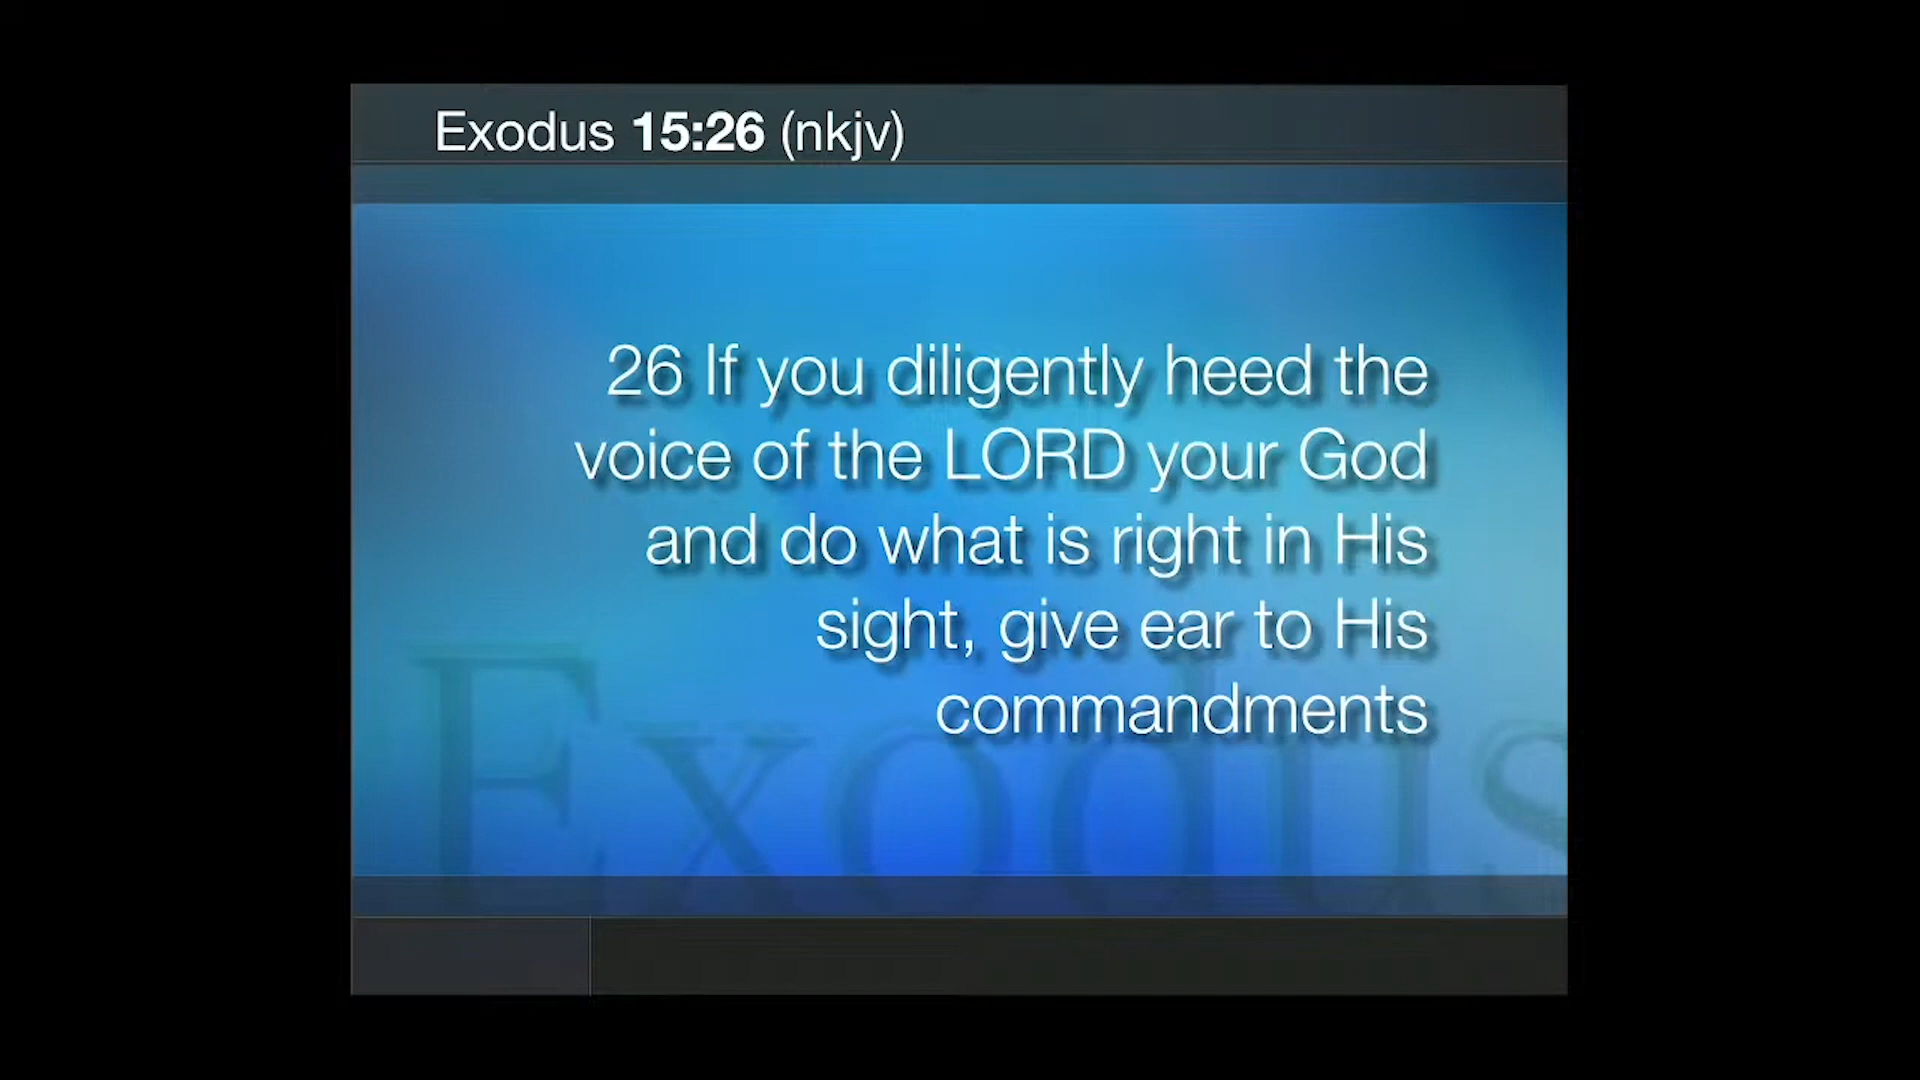 Exodus 15:26 (nkjv)
26 If you diligently heed the
voice of the LORD your God
and do what is right in His
sight, give ear to His
commandments
Exodus